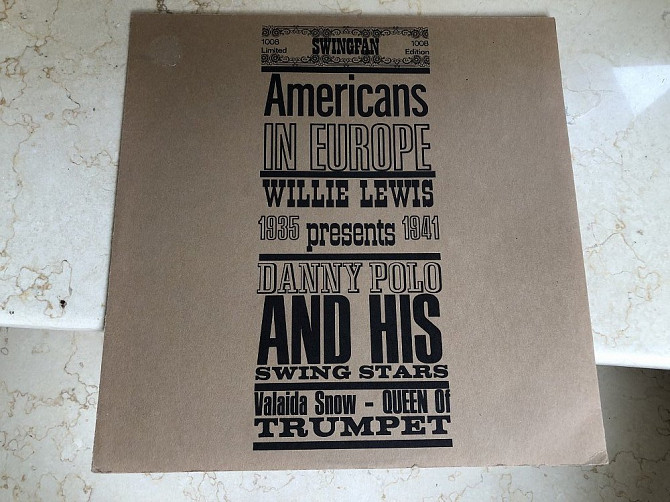 1008 SWINGFAN 1008
Limited Edition
Americans
IN EUROPE
WILLIE LEWIS
1935 presents 1941
DANNY POLO
AND HIS
SWING STARS
Valaida Snow - QUEEN Of
TRUMPET